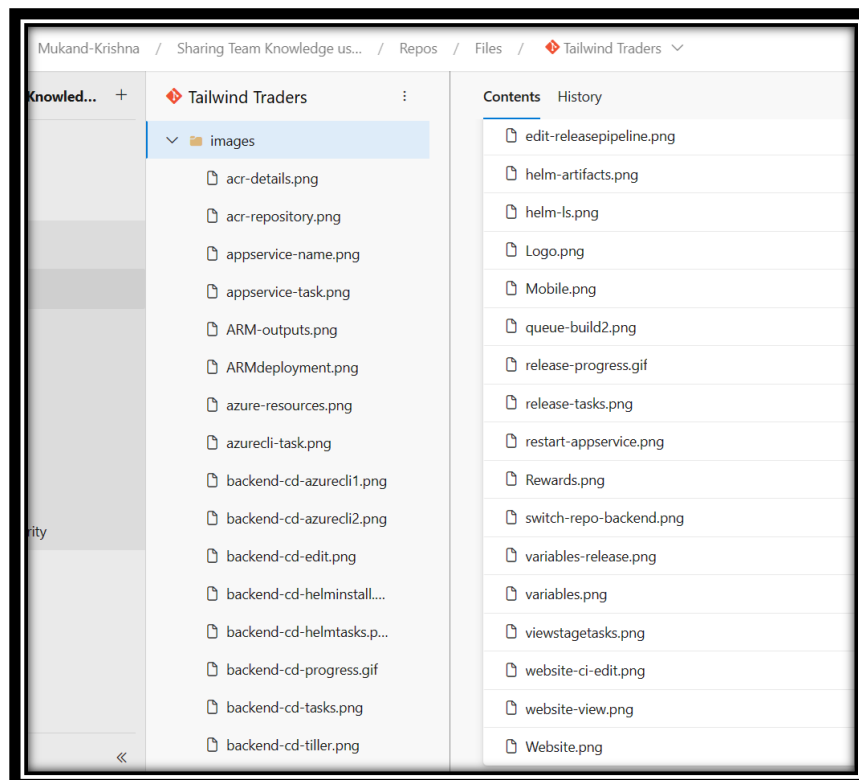 Mukand-Krishna / Sharing Team Knowledge us... / Repos / Files / Tailwind Traders
Knowled... +
rity
Tailwind Traders
images
acr-details.png
acr-repository.png
appservice-name.png
appservice-task.png
ARM-outputs.png
ARMdeployment.png
azure-resources.png
azurecli-task.png
backend-cd-azurecli1.png
backend-cd-azurecli2.png
backend-cd-edit.png
backend-cd-helminstall....
backend-cd-helmtasks.p...
backend-cd-progress.gif
backend-cd-tasks.png
backend-cd-tiller.png
Contents History
edit-releasepipeline.png
helm-artifacts.png
helm-ls.png
Logo.png
Mobile.png
queue-build2.png
release-progress.gif
release-tasks.png
restart-appservice.png
Rewards.png
switch-repo-backend.png
variables-release.png
variables.png
viewstagetasks.png
website-ci-edit.png
website-view.png
Website.png